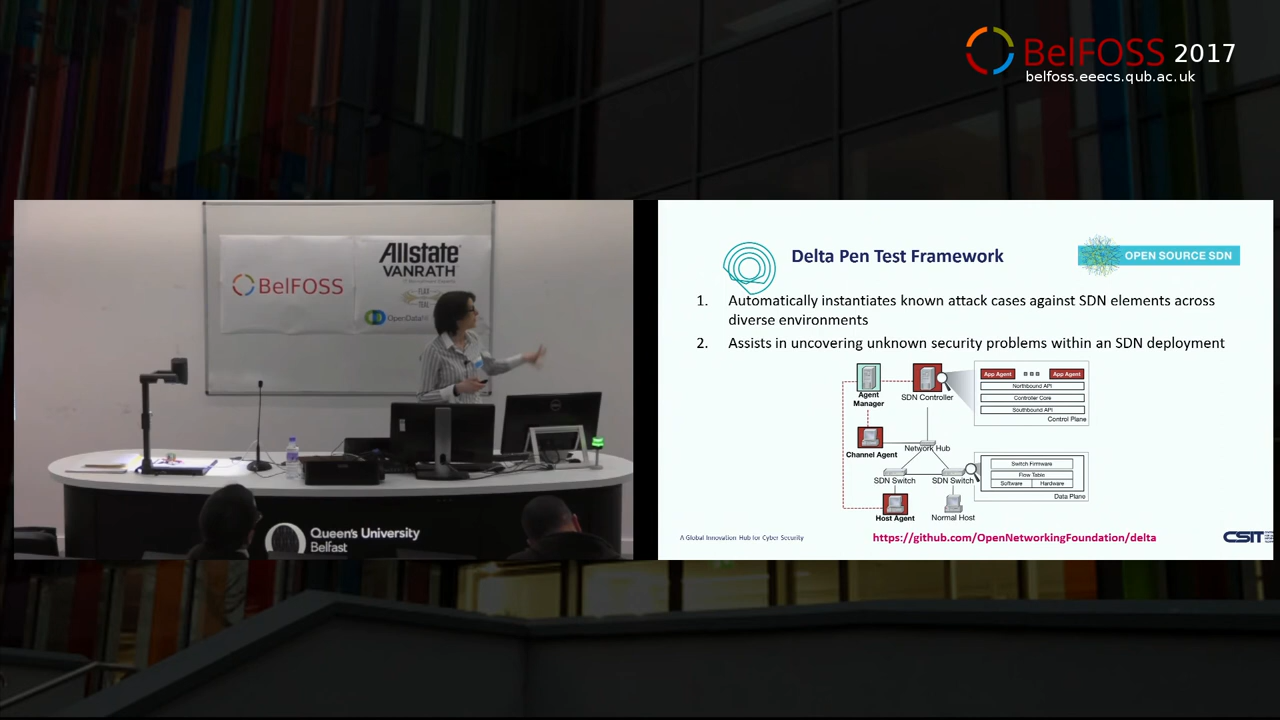 BelFOSS 2017
belfoss.eeecs.qub.ac.uk
Allstate
VANRATH
BelFOSS
FLAX
TEAL
OpenData
DELL
Queen's University
Belfast
Delta Pen Test Framework
OPEN SOURCE SDN
1. Automatically instantiates known attack cases against SDN elements across
diverse environments
2. Assists in uncovering unknown security problems within an SDN deployment
Agent
Manager
SDN Controller
App Agent
App Agent
Northbound API
Controller Core
Southbound API
Control Plane
Channel Agent
Network Hub
SDN Switch
SDN Switch
Switch Firmware
Flow Table
Software
Hardware
Data Plane
Host Agent
Normal Host
A Global Innovation Hub for Cyber Security
https://github.com/OpenNetworkingFoundation/delta
CSIT